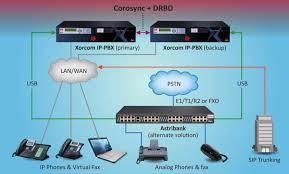 Corosync + DRBD
Xorcom IP-PBX (primary)
Xorcom IP-PBX (backup)
USB
LAN/WAN
PSTN
USB
E1/T1/R2 or FXO
Astribank
(alternate solution)
IP Phones & Virtual Fax
Analog Phones & fax
SIP Trunking